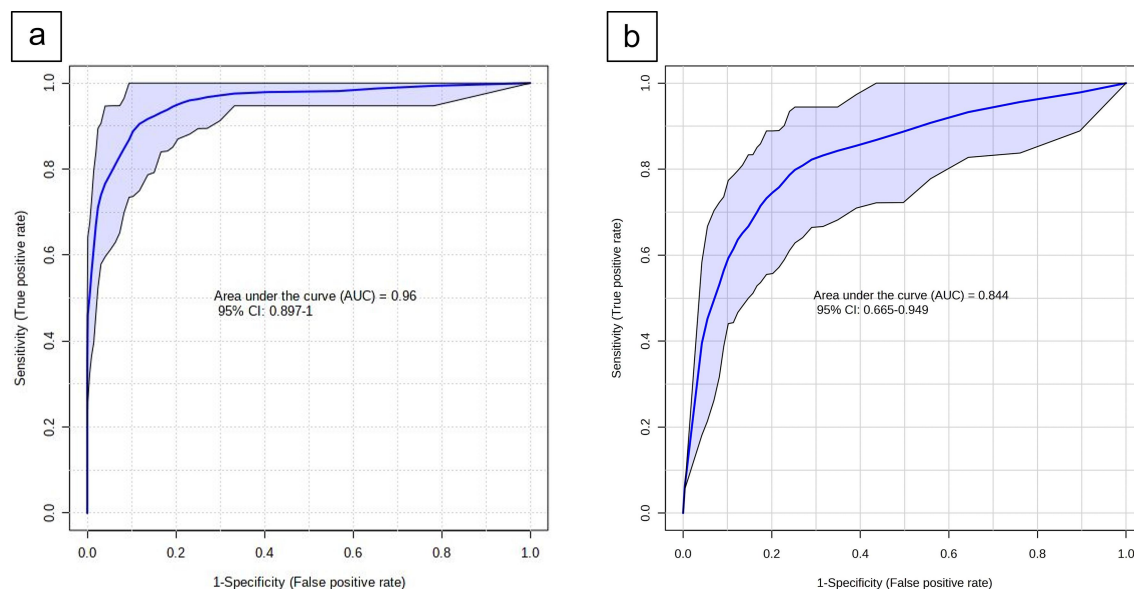 a
1.0
0.8
0.6
0.4
0.2
0.0
Sensitivity (True positive rate)
Area under the curve (AUC) = 0.96
95% CI: 0.897-1
0.0 0.2 0.4 0.6 0.8 1.0
1-Specificity (False positive rate)
b
1.0
0.8
0.6
0.4
0.2
0.0
Sensitivity (True positive rate)
Area under the curve (AUC) = 0.844
95% CI: 0.665-0.949
0.0 0.2 0.4 0.6 0.8 1.0
1-Specificity (False positive rate)